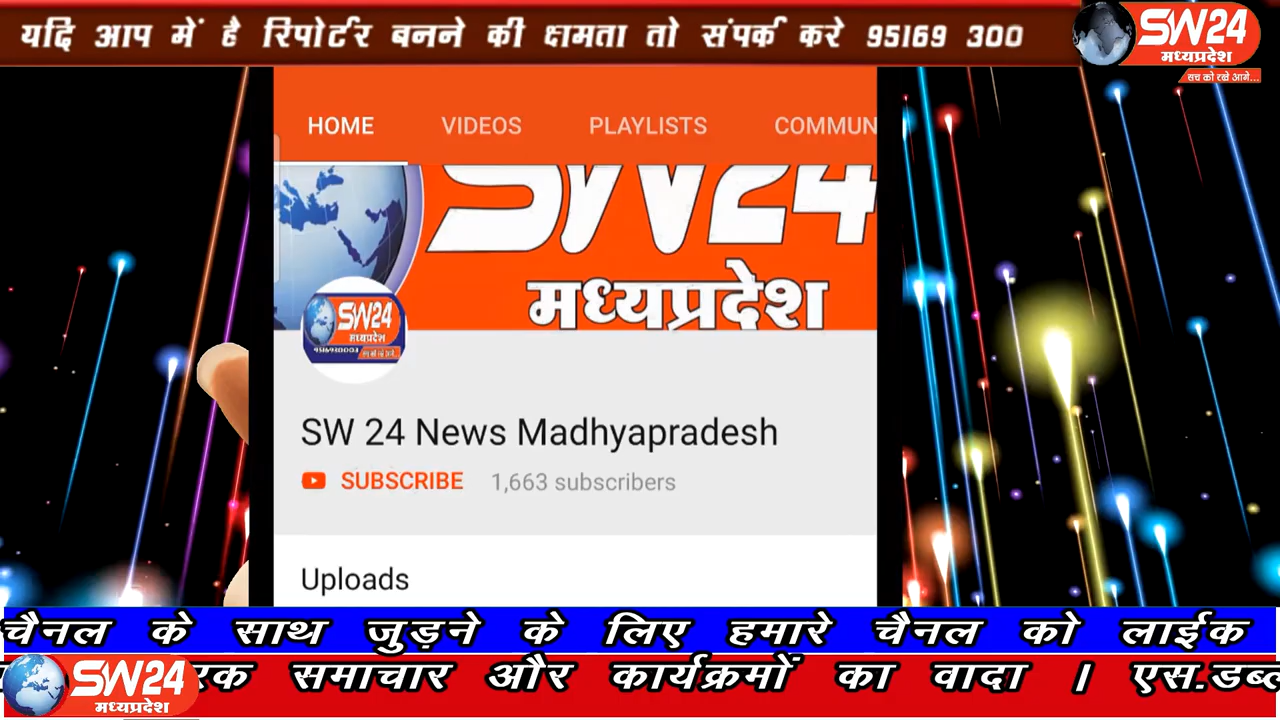 यदि आप में है रिपोर्टर बनने की क्षमता तो संपर्क करे 95169 300
SW24
मध्यप्रदेश
सच को रखे आगे...
HOME VIDEOS PLAYLISTS COMMUN
SW24
मध्यप्रदेश
SW24
मध्यप्रदेश
SW 24 News Madhyapradesh
SUBSCRIBE 1,663 subscribers
Uploads
चैनल के साथ जुड़ने के लिए हमारे चैनल को लाईक
रक समाचार और कार्यक्रमों का वादा । एस.डब्ल
SW24
मध्यप्रदेश